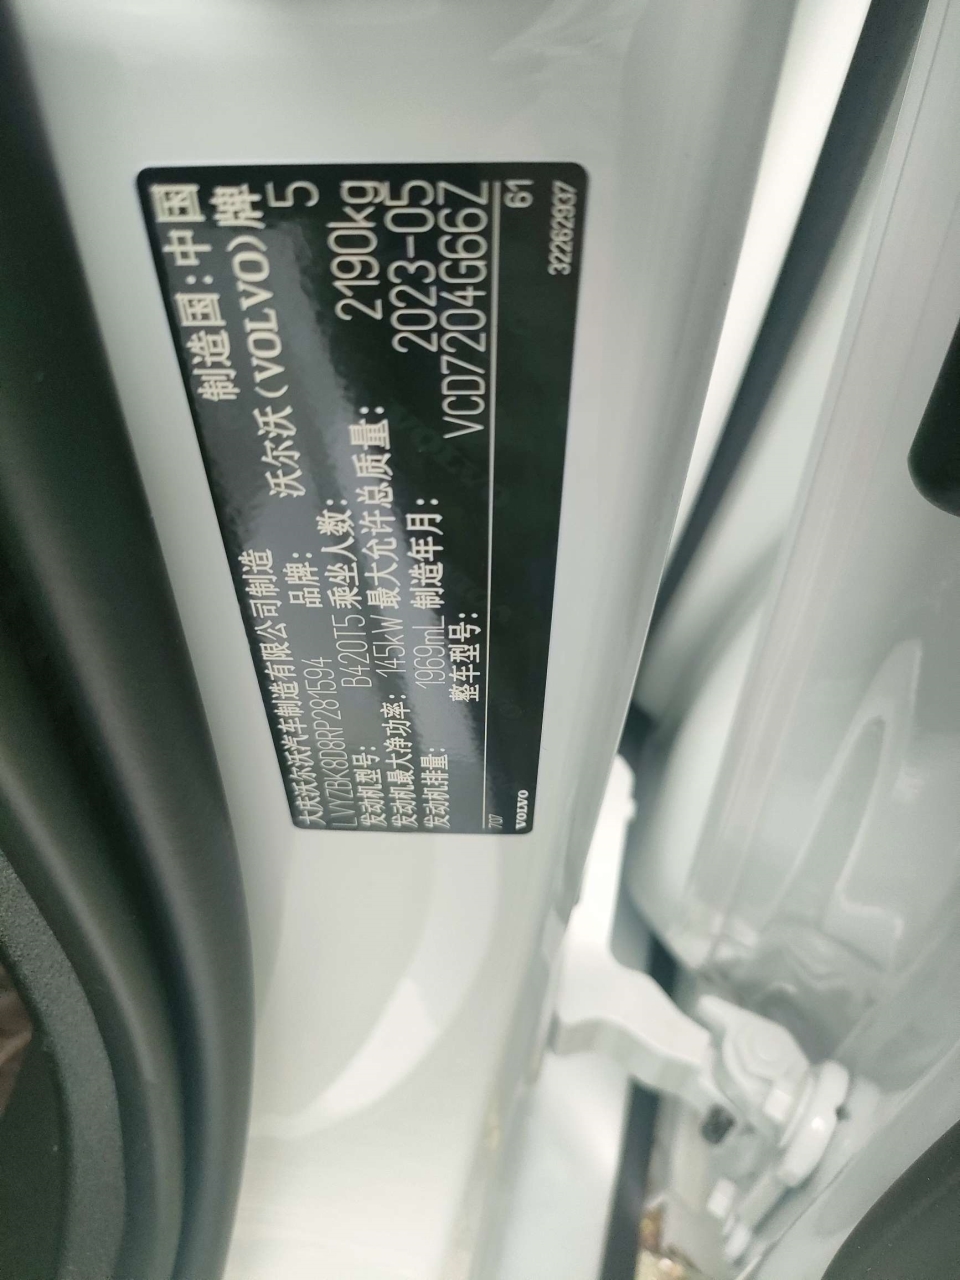 大庆沃尔沃汽车制造有限公司制造 制造国:中国
LVYZBK8D8RP281594 品牌: 沃尔沃(VOLVO)牌
发动机型号: B420T5 乘坐人数: 5
发动机最大净功率: 145kW 最大允许总质量: 2190kg
发动机排量: 1969mL 制造年月: 2023-05
整车型号: VCD7204G66Z
707 61
VOLVO 32262937